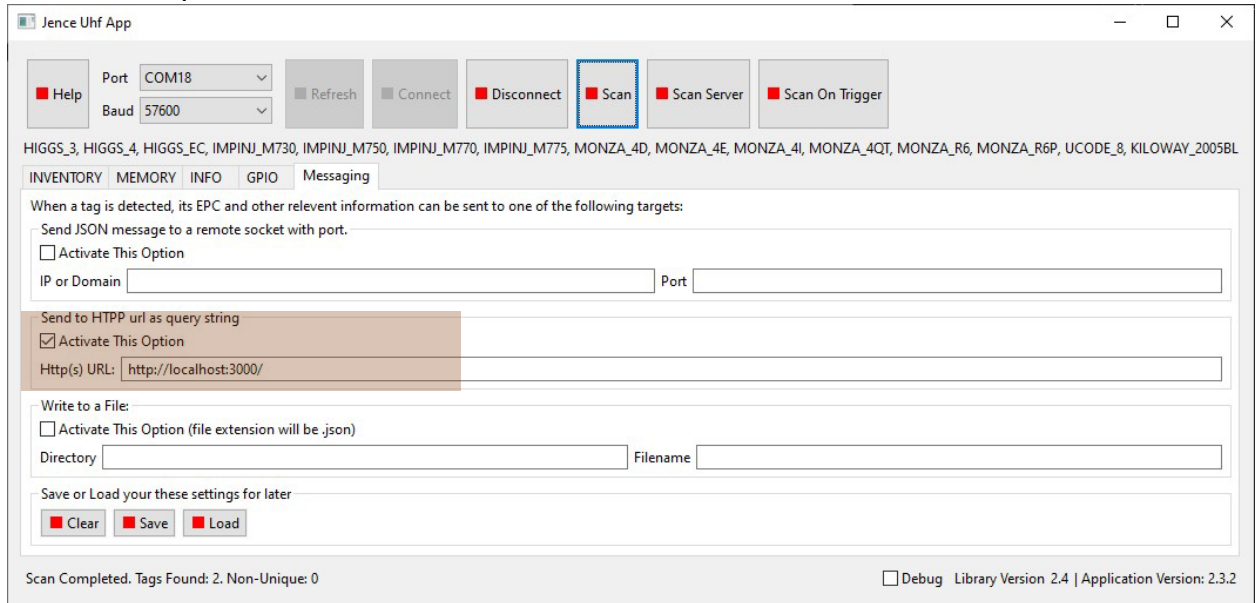 Jence Uhf App
Help
Port COM18
Baud 57600
Refresh Connect Disconnect Scan Scan Server Scan On Trigger
HIGGS_3, HIGGS_4, HIGGS_EC, IMPINJ_M730, IMPINJ_M750, IMPINJ_M770, IMPINJ_M775, MONZA_4D, MONZA_4E, MONZA_4I, MONZA_4QT, MONZA_R6, MONZA_R6P, UCODE_8, KILOWAY_2005BL
INVENTORY MEMORY INFO GPIO Messaging
When a tag is detected, its EPC and other relevent information can be sent to one of the following targets:
Send JSON message to a remote socket with port.
Activate This Option
IP or Domain Port
Send to HTPP url as query string
Activate This Option
Http(s) URL: http://localhost:3000/
Write to a File:
Activate This Option (file extension will be .json)
Directory Filename
Save or Load your these settings for later
Clear Save Load
Scan Completed. Tags Found: 2. Non-Unique: 0 Debug Library Version 2.4 | Application Version: 2.3.2